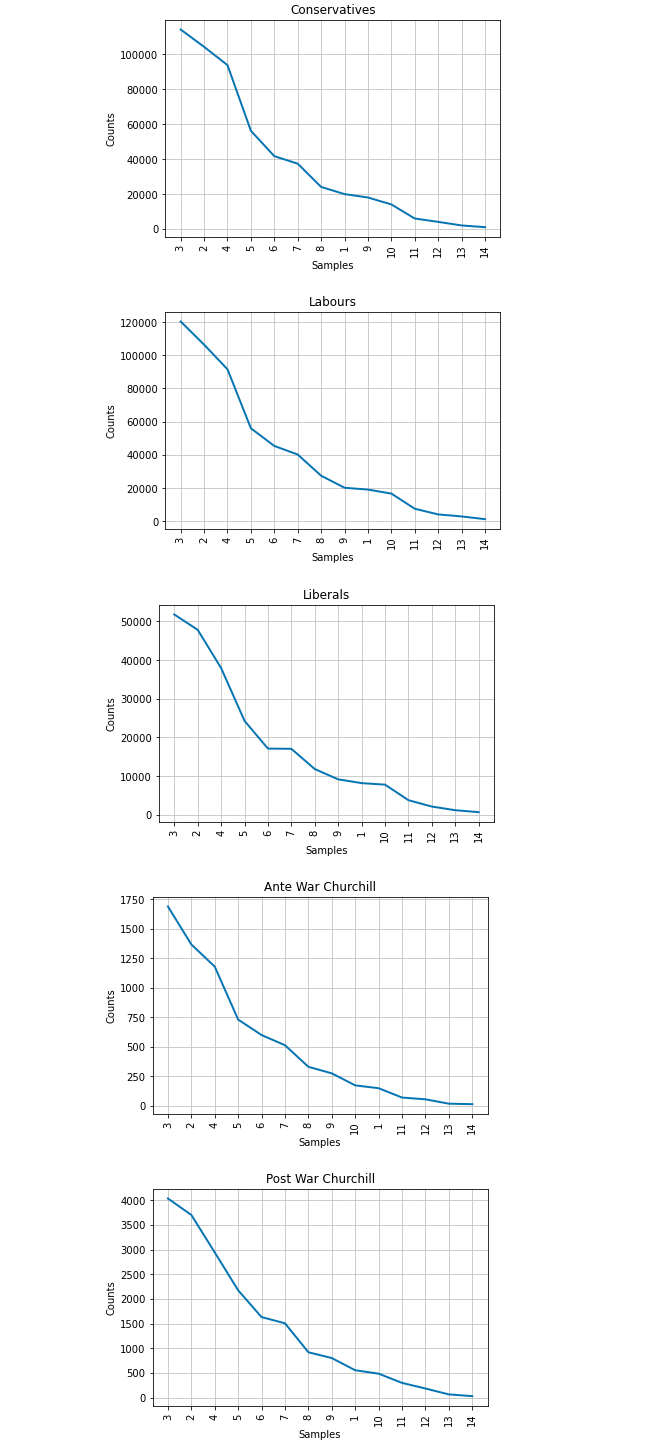 Conservatives
100000
80000
60000
40000
20000
0
Counts
3 2 4 5 6 7 8 1 9 10 11 12 13 14
Samples
Labours
120000
100000
80000
60000
40000
20000
0
Counts
3 2 4 5 6 7 8 9 1 10 11 12 13 14
Samples
Liberals
50000
40000
30000
20000
10000
0
Counts
3 2 4 5 6 7 8 9 1 10 11 12 13 14
Samples
Ante War Churchill
1750
1500
1250
1000
750
500
250
0
Counts
3 2 4 5 6 7 8 9 10 1 11 12 13 14
Samples
Post War Churchill
4000
3500
3000
2500
2000
1500
1000
500
0
Counts
3 2 4 5 6 7 8 9 1 10 11 12 13 14
Samples